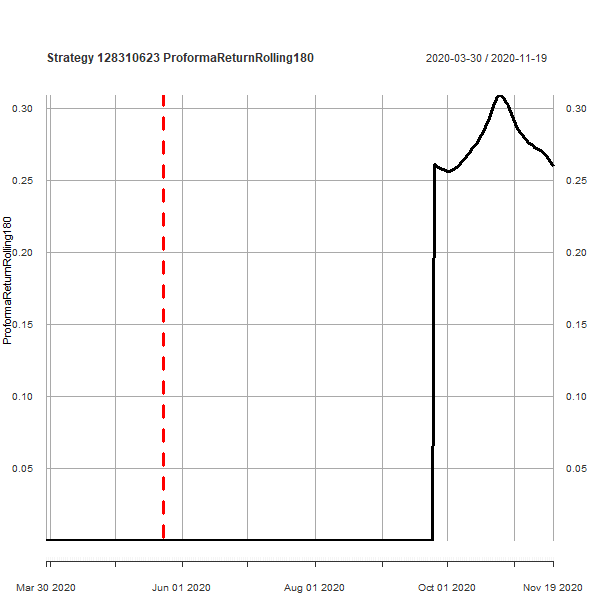 Strategy 128310623 ProformaReturnRolling180
2020-03-30 / 2020-11-19
ProformaReturnRolling180
0.30
0.25
0.20
0.15
0.10
0.05
0.30
0.25
0.20
0.15
0.10
0.05
Mar 30 2020
Jun 01 2020
Aug 01 2020
Oct 01 2020
Nov 19 2020